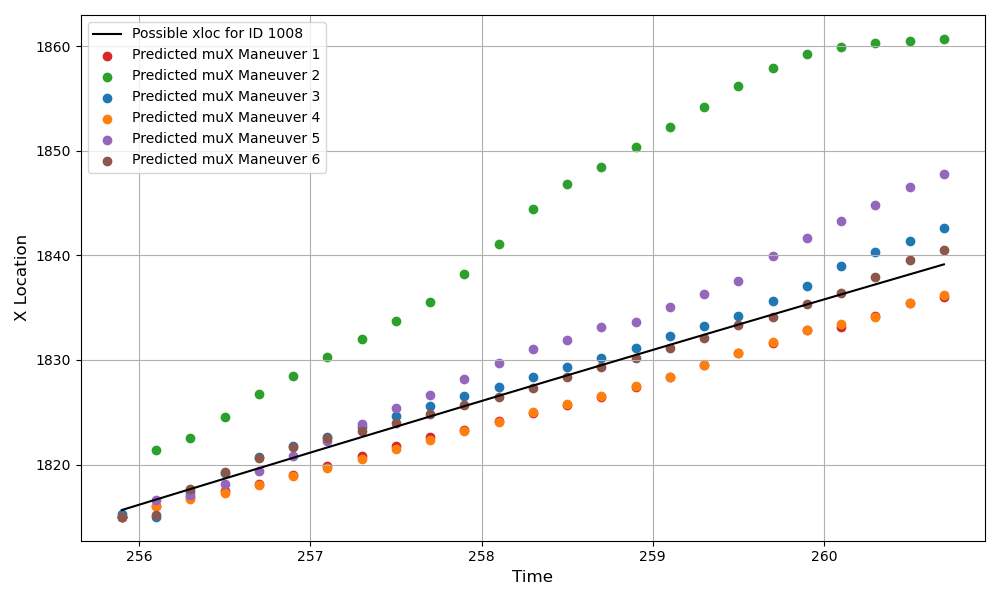 Possible xloc for ID 1008
Predicted muX Maneuver 1
Predicted muX Maneuver 2
Predicted muX Maneuver 3
Predicted muX Maneuver 4
Predicted muX Maneuver 5
Predicted muX Maneuver 6
1860
1850
1840
1830
1820
X Location
256 257 258 259 260
Time